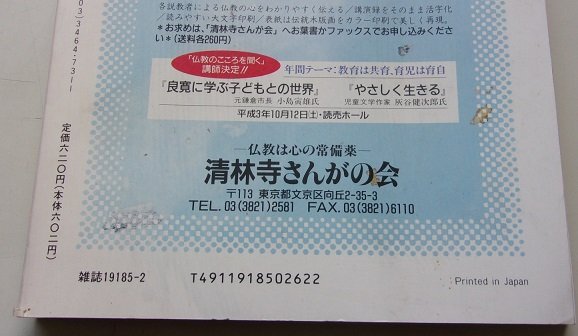 各説教者による仏教の心をわかりやすく伝える／講演録をそのまま活字化
／読みやすい大文字印刷／表紙は伝統木版画をカラー印刷で美しく再現。
*お求めは、「清林寺さんがの会」へお葉書かファックスでお申し込みくださ
い（送料各260円）
「仏教のこころを聞く」
講師決定!!
年間テーマ：教育は共育、育児は育自
『良寛に学ぶ子どもとの世界』
元鎌倉市長 小島寅雄氏
『やさしく生きる』
児童文学作家 灰谷健次郎氏
平成3年10月12日(土)・読売ホール
―仏教は心の常備薬―
清林寺さんがの会
〒113 東京都文京区向丘2-35-3
TEL. 03(3821)2581 FAX. 03(3821)6110
03)3464-7311
定価六二〇円(本体六〇二円)
雑誌19185-2
T4911918502622
Printed in Japan